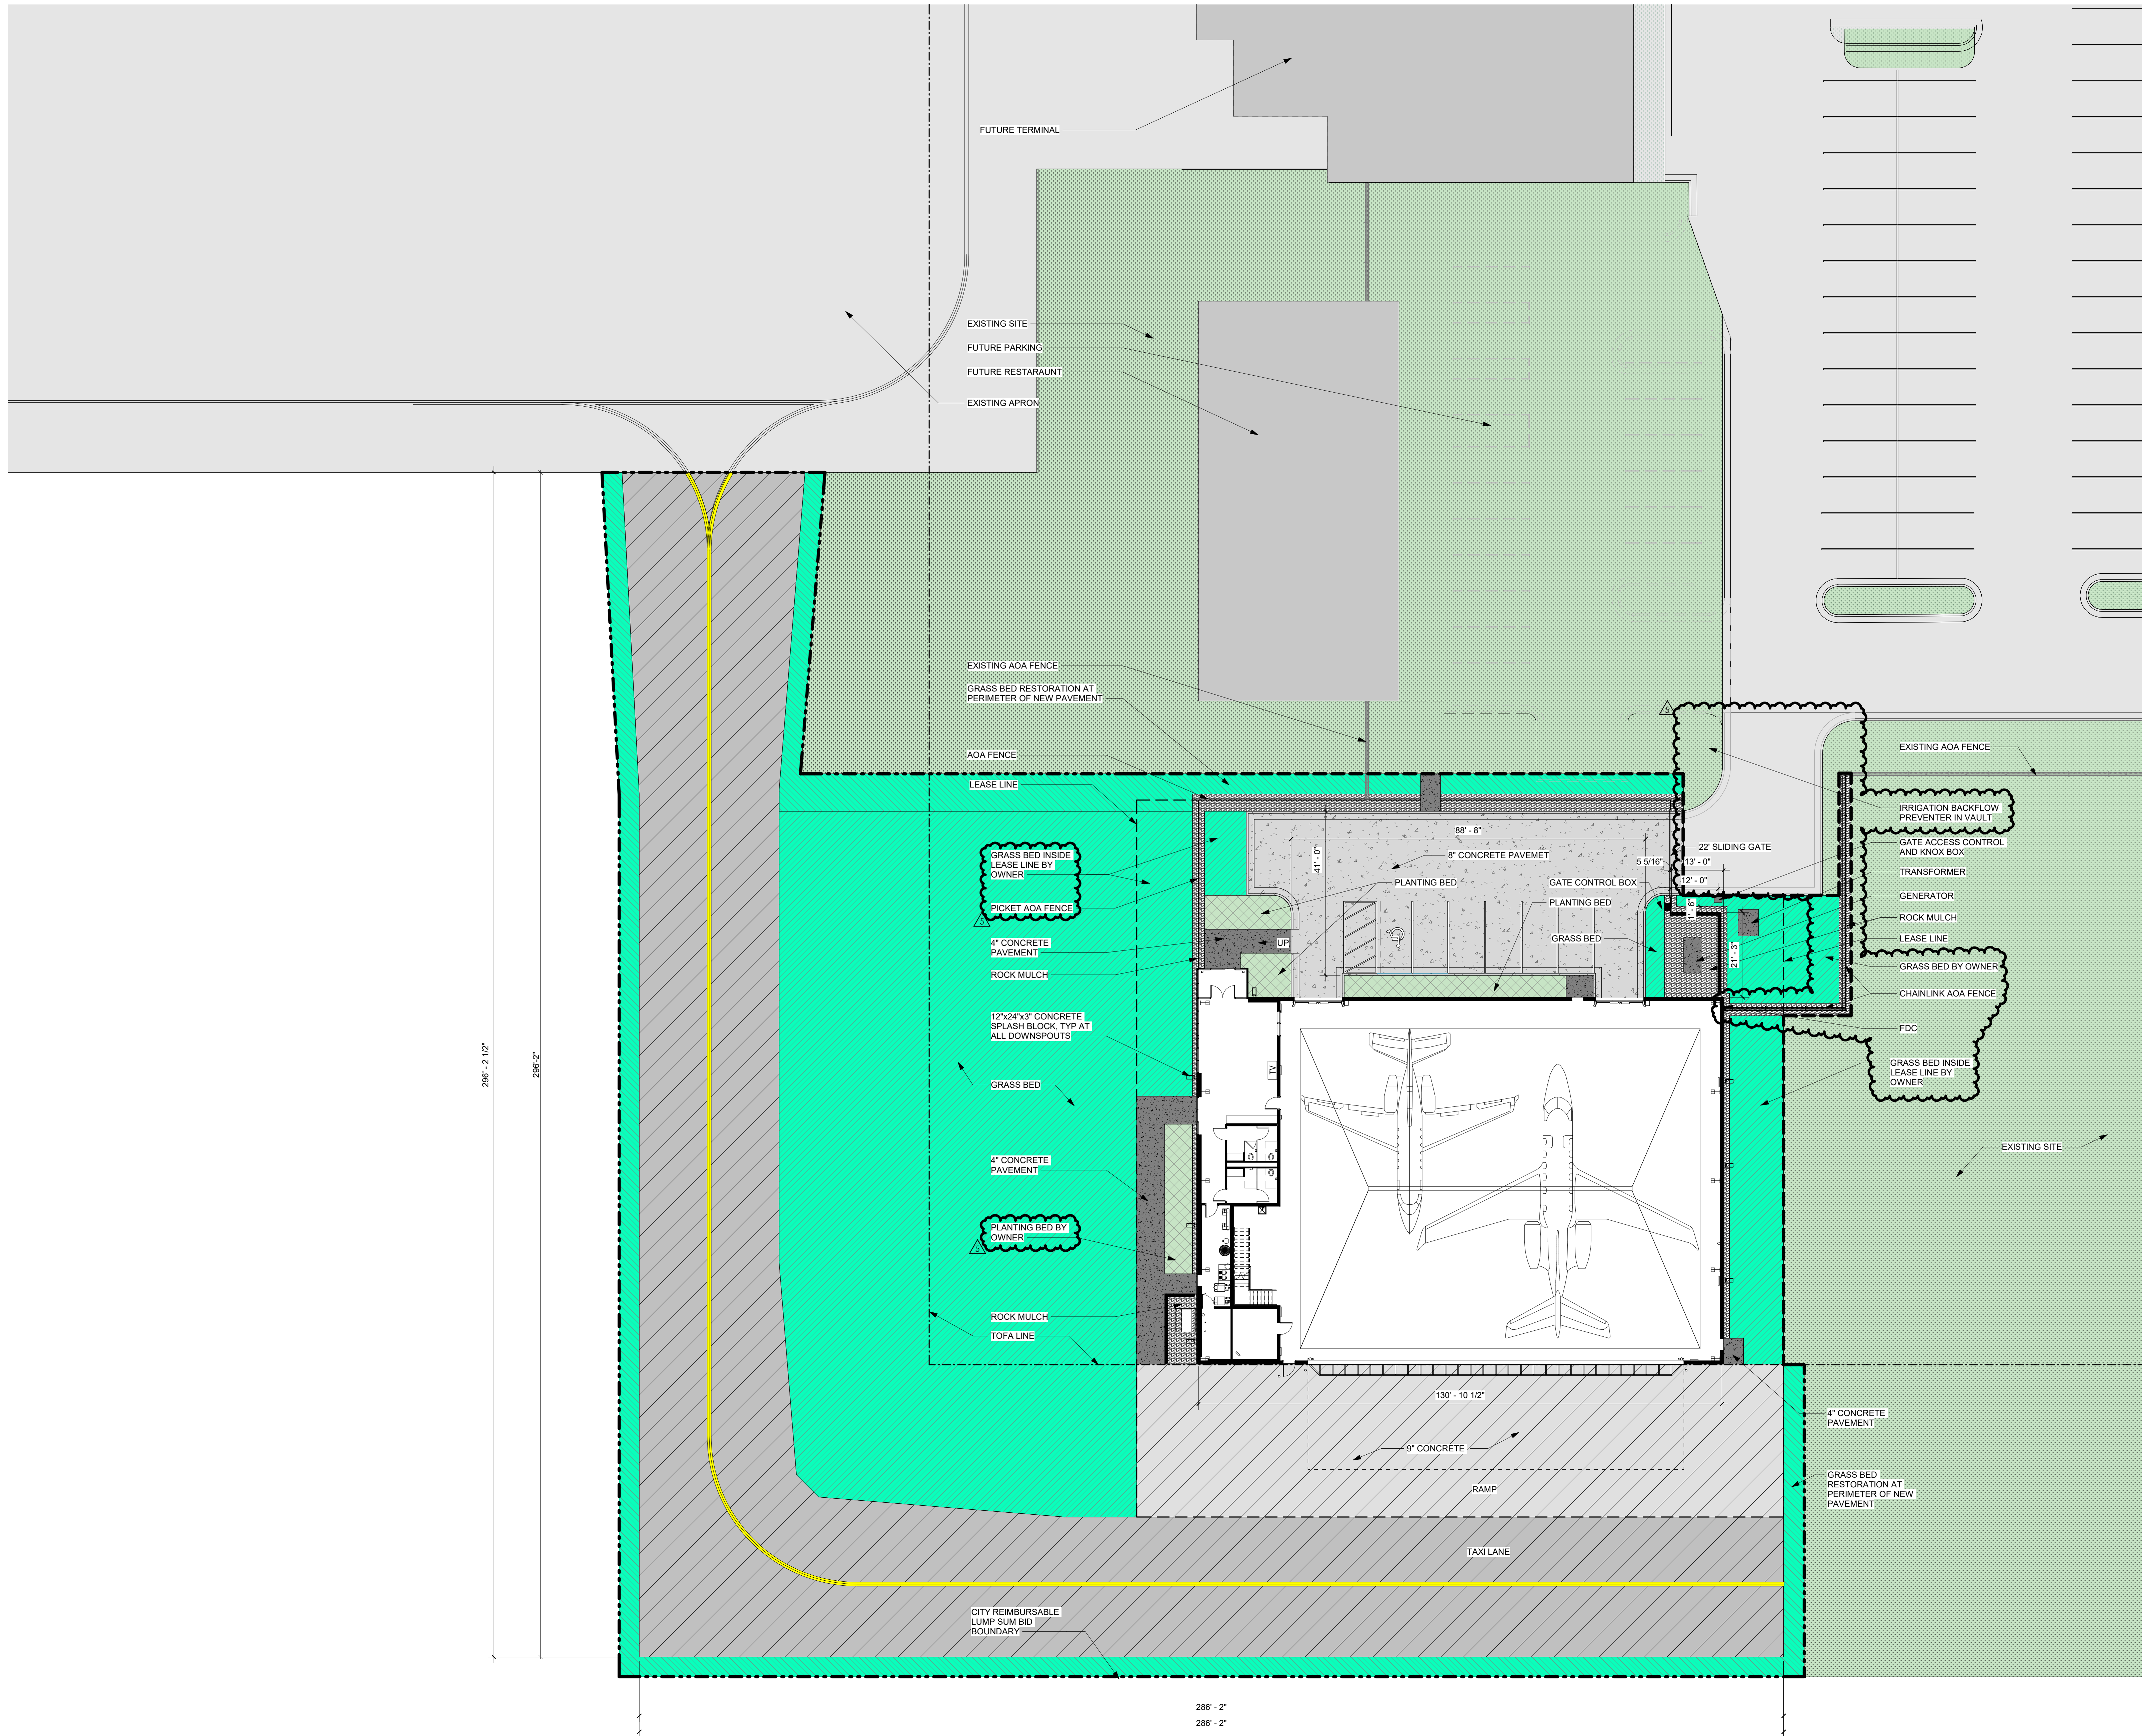 FUTURE TERMINAL
EXISTING SITE
FUTURE PARKING
FUTURE RESTARAUNT
EXISTING APRON
EXISTING AOA FENCE
GRASS BED RESTORATION AT
PERIMETER OF NEW PAVEMENT
AOA FENCE
LEASE LINE
5
EXISTING AOA FENCE
IRRIGATION BACKFLOW
PREVENTER IN VAULT
GATE ACCESS CONTROL
AND KNOX BOX
TRANSFORMER
GENERATOR
ROCK MULCH
LEASE LINE
GRASS BED BY OWNER
CHAINLINK AOA FENCE
FDC
GRASS BED INSIDE
LEASE LINE BY
OWNER
EXISTING SITE
88' - 8"
41' - 0"
8" CONCRETE PAVEMET
22' SLIDING GATE
5 5/16"
13' - 0"
12' - 0"
1' - 6"
21' - 3"
PLANTING BED
GATE CONTROL BOX
PLANTING BED
GRASS BED
UP
GRASS BED INSIDE
LEASE LINE BY
OWNER
PICKET AOA FENCE
5
4" CONCRETE
PAVEMENT
ROCK MULCH
12"x24"x3" CONCRETE
SPLASH BLOCK, TYP AT
ALL DOWNSPOUTS
TV
GRASS BED
4" CONCRETE
PAVEMENT
PLANTING BED BY
OWNER
5
ROCK MULCH
TOFA LINE
296' - 2 1/2"
296'-2"
130' - 10 1/2"
9" CONCRETE
RAMP
4" CONCRETE
PAVEMENT
GRASS BED
RESTORATION AT
PERIMETER OF NEW
PAVEMENT
TAXI LANE
CITY REIMBURSABLE
LUMP SUM BID
BOUNDARY
286' - 2"
286' - 2"